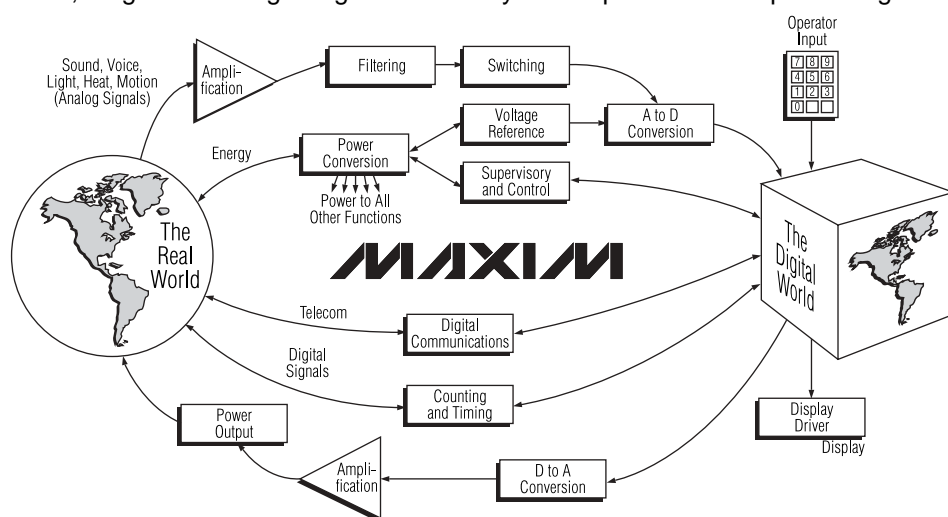 Operator
Input
7 8 9
4 5 6
1 2 3
0
Sound, Voice,
Light, Heat, Motion
(Analog Signals)
Ampli-
fication
Filtering
Switching
Voltage
Reference
A to D
Conversion
Energy
Power
Conversion
Supervisory
and Control
Power to All
Other Functions
The
Real
World
MAXIM
The
Digital
World
Telecom
Digital
Communications
Digital
Signals
Counting
and Timing
Power
Output
Display
Driver
Display
Ampli-
fication
D to A
Conversion